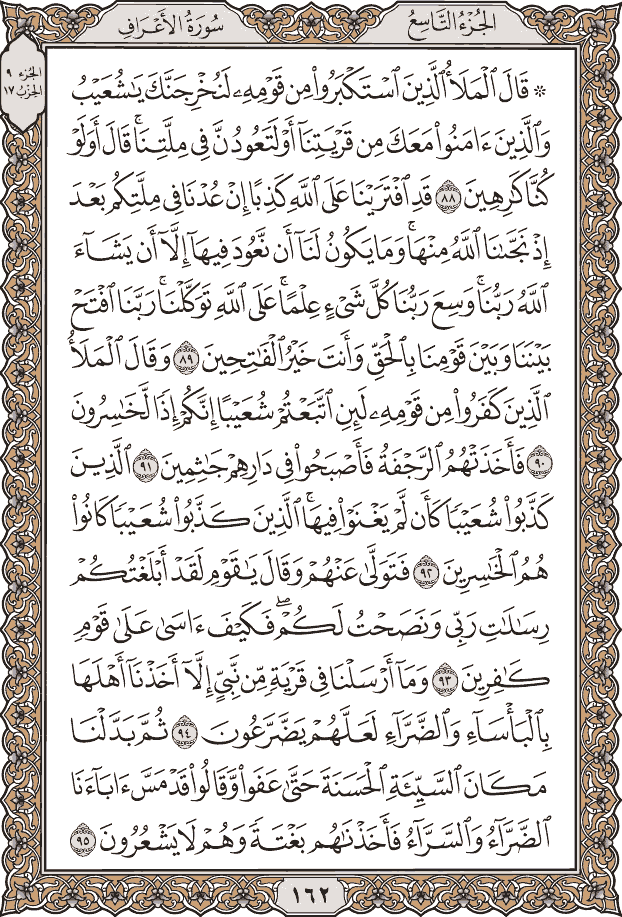 الجُزْءُ التَّاسِعُ
سُورَةُ الأَعْرَافِ
الجُزء ٩
الحِزْبُ ١٧
۞ قَالَ ٱلْمَلَأُ ٱلَّذِينَ ٱسْتَكْبَرُواْ مِن قَوْمِهِۦ لَنُخْرِجَنَّكَ يَٰشُعَيْبُ
وَٱلَّذِينَ ءَامَنُواْ مَعَكَ مِن قَرْيَتِنَآ أَوْ لَتَعُودُنَّ فِى مِلَّتِنَاۚ قَالَ أَوَلَوْ
كُنَّا كَٰرِهِينَ ٨٨ قَدِ ٱفْتَرَيْنَا عَلَى ٱللَّهِ كَذِبًا إِنْ عُدْنَا فِى مِلَّتِكُم بَعْدَ
إِذْ نَجَّىٰنَا ٱللَّهُ مِنْهَاۚ وَمَا يَكُونُ لَنَآ أَن نَّعُودَ فِيهَآ إِلَّآ أَن يَشَآءَ
ٱللَّهُ رَبُّنَاۚ وَسِعَ رَبُّنَا كُلَّ شَىْءٍ عِلْمًاۚ عَلَى ٱللَّهِ تَوَكَّلْنَاۚ رَبَّنَا ٱفْتَحْ
بَيْنَنَا وَبَيْنَ قَوْمِنَا بِٱلْحَقِّ وَأَنتَ خَيْرُ ٱلْفَٰتِحِينَ ٨٩ وَقَالَ ٱلْمَلَأُ
ٱلَّذِينَ كَفَرُواْ مِن قَوْمِهِۦ لَئِنِ ٱتَّبَعْتُمْ شُعَيْبًا إِنَّكُمْ إِذًا لَّخَٰسِرُونَ
٩٠ فَأَخَذَتْهُمُ ٱلرَّجْفَةُ فَأَصْبَحُواْ فِى دَارِهِمْ جَٰثِمِينَ ٩١ ٱلَّذِينَ
كَذَّبُواْ شُعَيْبًا كَأَن لَّمْ يَغْنَوْاْ فِيهَاۚ ٱلَّذِينَ كَذَّبُواْ شُعَيْبًا كَانُواْ
هُمُ ٱلْخَٰسِرِينَ ٩٢ فَتَوَلَّىٰ عَنْهُمْ وَقَالَ يَٰقَوْمِ لَقَدْ أَبْلَغْتُكُمْ
رِسَٰلَٰتِ رَبِّى وَنَصَحْتُ لَكُمْۖ فَكَيْفَ ءَاسَىٰ عَلَىٰ قَوْمٍ
كَٰفِرِينَ ٩٣ وَمَآ أَرْسَلْنَا فِى قَرْيَةٍ مِّن نَّبِىٍّ إِلَّآ أَخَذْنَآ أَهْلَهَا
بِٱلْبَأْسَآءِ وَٱلضَّرَّآءِ لَعَلَّهُمْ يَضَّرَّعُونَ ٩٤ ثُمَّ بَدَّلْنَا
مَكَانَ ٱلسَّيِّئَةِ ٱلْحَسَنَةَ حَتَّىٰ عَفَواْ وَّقَالُواْ قَدْ مَسَّ ءَابَآءَنَا
ٱلضَّرَّآءُ وَٱلسَّرَّآءُ فَأَخَذْنَٰهُم بَغْتَةً وَهُمْ لَا يَشْعُرُونَ ٩٥
١٦٢